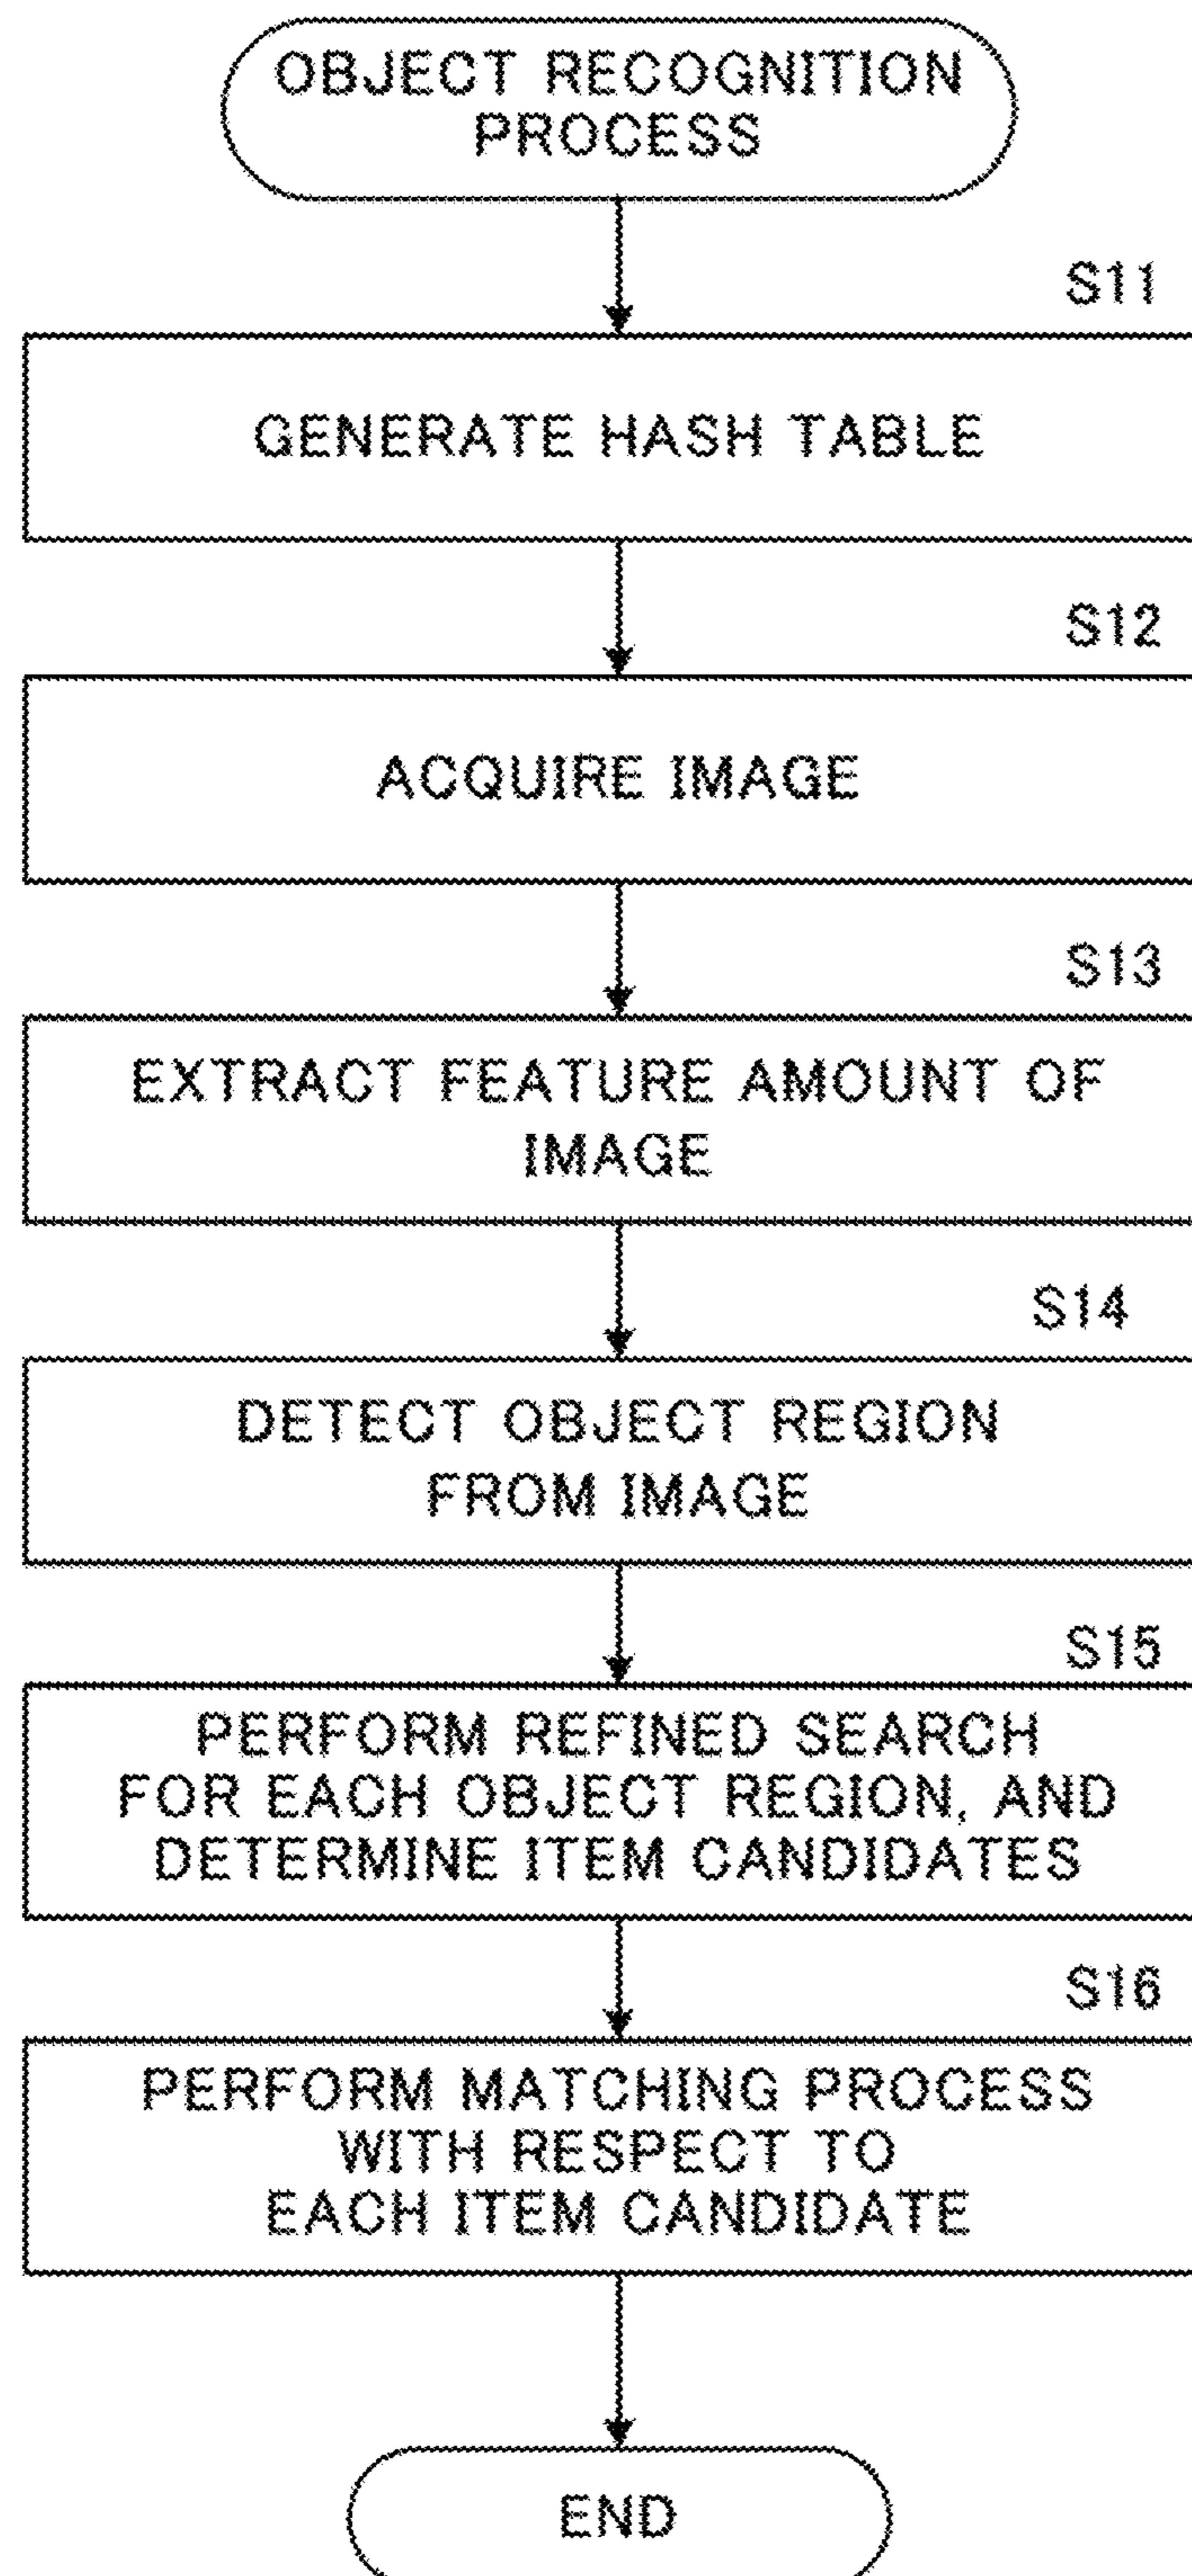 OBJECT RECOGNITION
PROCESS
S11
GENERATE HASH TABLE
S12
ACQUIRE IMAGE
S13
EXTRACT FEATURE AMOUNT OF
IMAGE
S14
DETECT OBJECT REGION
FROM IMAGE
S15
PERFORM REFINED SEARCH
FOR EACH OBJECT REGION, AND
DETERMINE ITEM CANDIDATES
S16
PERFORM MATCHING PROCESS
WITH RESPECT TO
EACH ITEM CANDIDATE
END